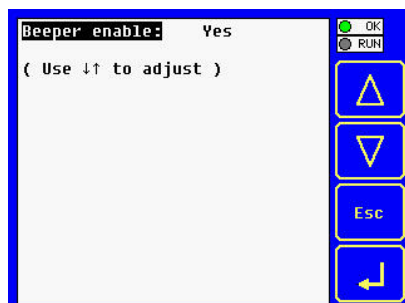 Beeper enable: Yes
( Use ↓↑ to adjust )
OK
RUN
Esc